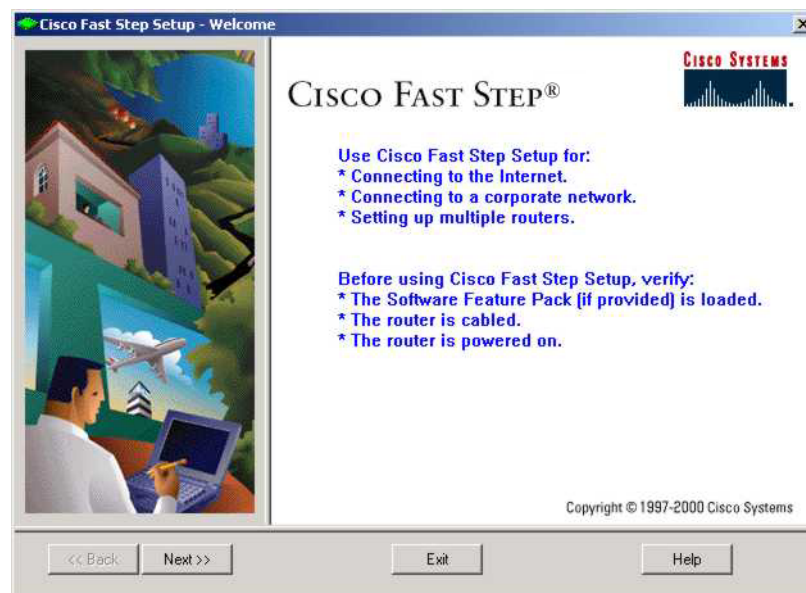 Cisco Fast Step Setup - Welcome
CISCO SYSTEMS
CISCO FAST STEP®
Use Cisco Fast Step Setup for:
* Connecting to the Internet.
* Connecting to a corporate network.
* Setting up multiple routers.
Before using Cisco Fast Step Setup, verify:
* The Software Feature Pack (if provided) is loaded.
* The router is cabled.
* The router is powered on.
Copyright © 1997-2000 Cisco Systems
<< Back
Next >>
Exit
Help